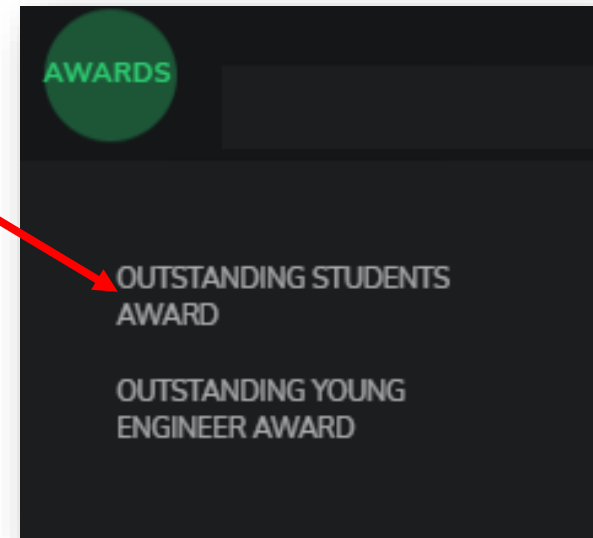 AWARDS
OUTSTANDING STUDENTS
AWARD
OUTSTANDING YOUNG
ENGINEER AWARD